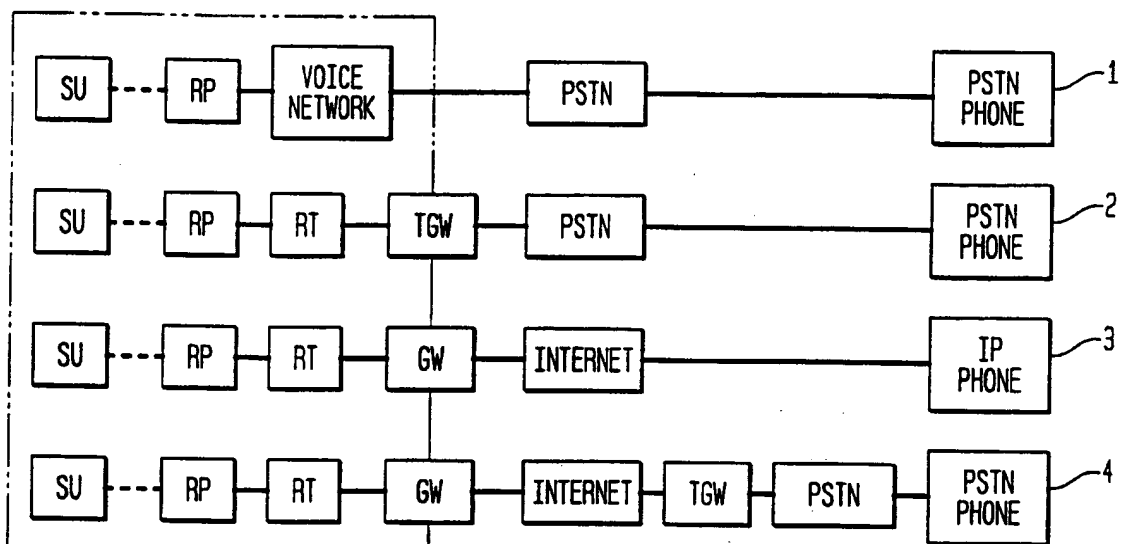 SU RP VOICE NETWORK PSTN PSTN PHONE 1
SU RP RT TGW PSTN PSTN PHONE 2
SU RP RT GW INTERNET IP PHONE 3
SU RP RT GW INTERNET TGW PSTN PSTN PHONE 4